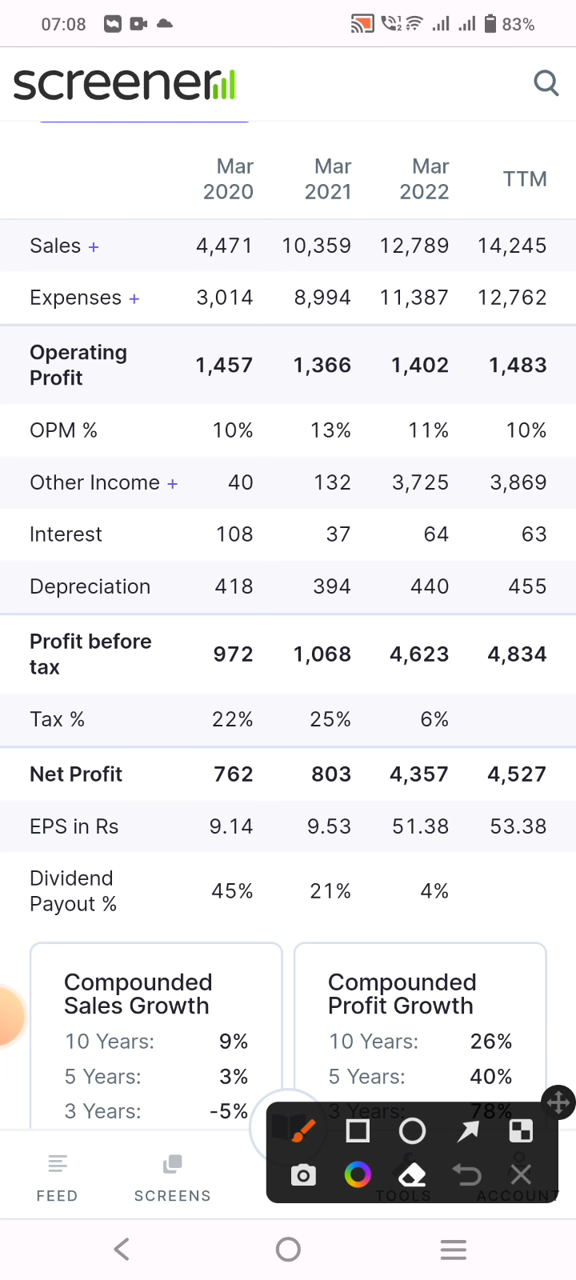 07:08 83%
screener
Mar 2020 Mar 2021 Mar 2022 TTM
Sales + 4,471 10,359 12,789 14,245
Expenses + 3,014 8,994 11,387 12,762
Operating Profit 1,457 1,366 1,402 1,483
OPM % 10% 13% 11% 10%
Other Income + 40 132 3,725 3,869
Interest 108 37 64 63
Depreciation 418 394 440 455
Profit before tax 972 1,068 4,623 4,834
Tax % 22% 25% 6%
Net Profit 762 803 4,357 4,527
EPS in Rs 9.14 9.53 51.38 53.38
Dividend Payout % 45% 21% 4%
Compounded
Sales Growth
10 Years: 9%
5 Years: 3%
3 Years: -5%
Compounded
Profit Growth
10 Years: 26%
5 Years: 40%
3 Years: 78%
FEED SCREENS TOOLS ACCOUNT